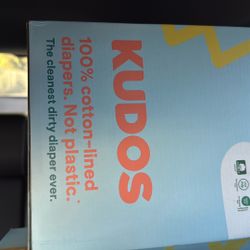 KUDOS
100% cotton-lined
diapers. Not plastic.*
The cleanest dirty diaper ever.